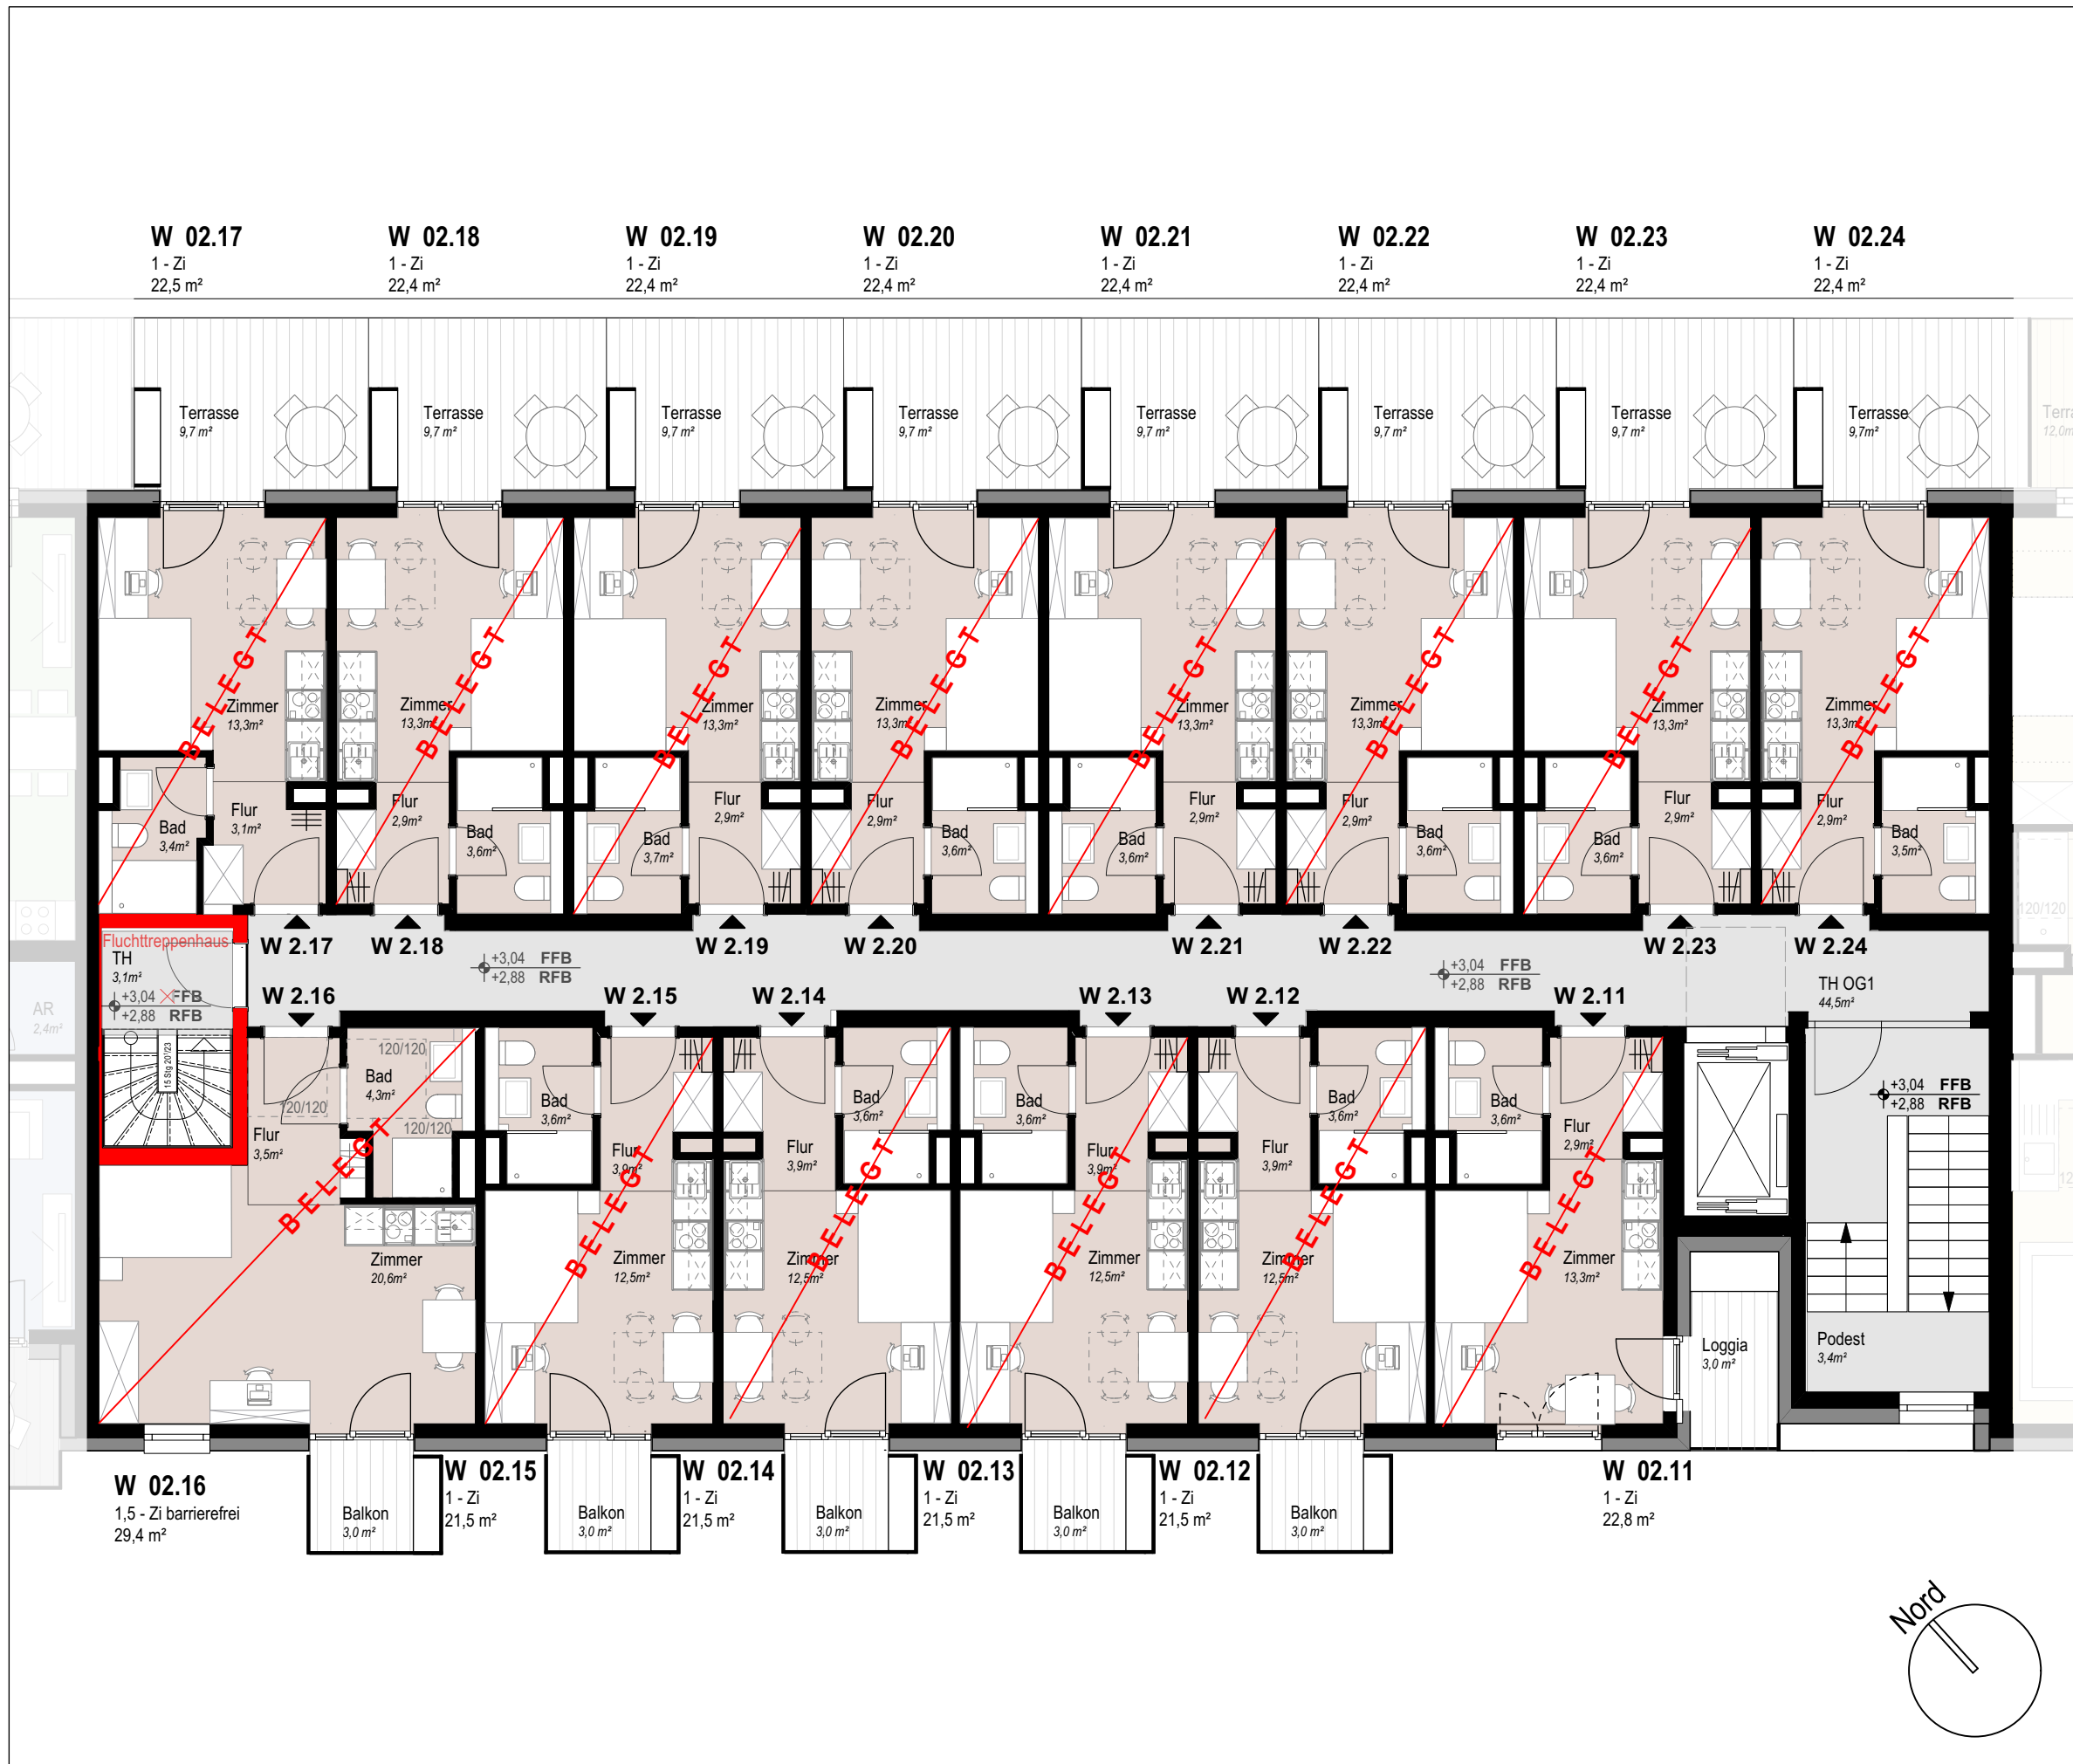 W 02.17
1 - Zi
22,5 m²
W 02.18
1 - Zi
22,4 m²
W 02.19
1 - Zi
22,4 m²
W 02.20
1 - Zi
22,4 m²
W 02.21
1 - Zi
22,4 m²
W 02.22
1 - Zi
22,4 m²
W 02.23
1 - Zi
22,4 m²
W 02.24
1 - Zi
22,4 m²
Terrasse
9,7 m²
Terrasse
9,7 m²
Terrasse
9,7 m²
Terrasse
9,7 m²
Terrasse
9,7 m²
Terrasse
9,7 m²
Terrasse
9,7 m²
Terrasse
9,7 m²
BELEGT
Zimmer
13,3m²
BELEGT
Zimmer
13,3m²
BELEGT
Zimmer
13,3m²
BELEGT
Zimmer
13,3m²
BELEGT
Zimmer
13,3m²
BELEGT
Zimmer
13,3m²
BELEGT
Zimmer
13,3m²
BELEGT
Zimmer
13,3m²
Bad
3,4m²
Flur
3,1m²
Flur
2,9m²
Bad
3,6m²
Bad
3,7m²
Flur
2,9m²
Flur
2,9m²
Bad
3,6m²
Bad
3,6m²
Flur
2,9m²
Flur
2,9m²
Bad
3,6m²
Bad
3,6m²
Flur
2,9m²
Flur
2,9m²
Bad
3,5m²
120/120
Fluchttreppenhaus
TH
3,1m²
+3,04 FFB
+2,88 RFB
15 Stg 20/23
AR
2,4m²
W 2.17
W 2.18
W 2.19
W 2.20
W 2.21
W 2.22
W 2.23
W 2.24
+3,04 FFB
+2,88 RFB
+3,04 FFB
+2,88 RFB
TH OG1
44,5m²
W 2.16
W 2.15
W 2.14
W 2.13
W 2.12
W 2.11
120/120
Bad
4,3m²
120/120
120/120
Flur
3,5m²
Bad
3,6m²
Flur
3,9m²
Flur
3,9m²
Bad
3,6m²
Bad
3,6m²
Flur
3,9m²
Flur
3,9m²
Bad
3,6m²
Bad
3,6m²
Flur
2,9m²
+3,04 FFB
+2,88 RFB
BELEGT
Zimmer
20,6m²
BELEGT
Zimmer
12,5m²
BELEGT
Zimmer
12,5m²
BELEGT
Zimmer
12,5m²
BELEGT
Zimmer
12,5m²
BELEGT
Zimmer
13,3m²
Loggia
3,0 m²
Podest
3,4m²
W 02.16
1,5 - Zi barrierefrei
29,4 m²
Balkon
3,0 m²
W 02.15
1 - Zi
21,5 m²
Balkon
3,0 m²
W 02.14
1 - Zi
21,5 m²
Balkon
3,0 m²
W 02.13
1 - Zi
21,5 m²
Balkon
3,0 m²
W 02.12
1 - Zi
21,5 m²
Balkon
3,0 m²
W 02.11
1 - Zi
22,8 m²
Nord